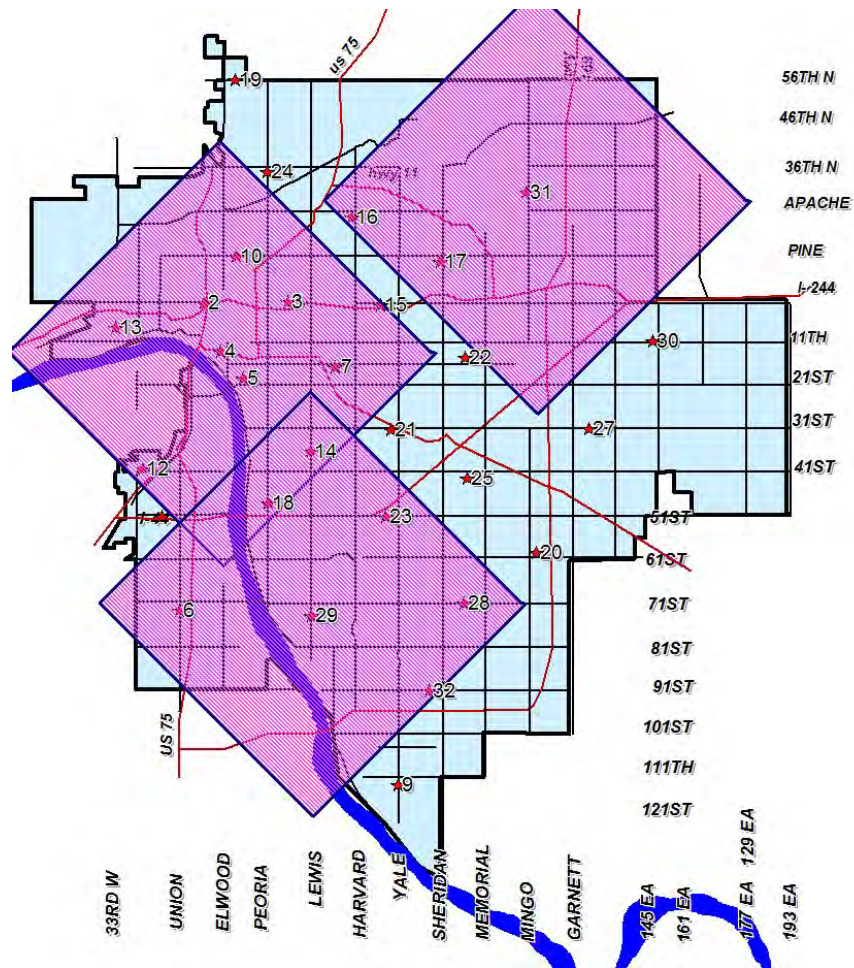 us 75
19
56TH N
46TH N
24
hwy 11
36TH N
31
APACHE
16
10
17
PINE
I-244
2
3
15
13
11TH
30
4
22
7
5
21ST
21
27
31ST
14
12
25
41ST
18
23
51ST
20
61ST
6
29
28
71ST
81ST
32
91ST
US 75
101ST
9
111TH
121ST
33RD W
UNION
ELWOOD
PEORIA
LEWIS
HARVARD
YALE
SHERIDAN
MEMORIAL
MINGO
GARNETT
145 EA
161 EA
177 EA
129 EA
193 EA